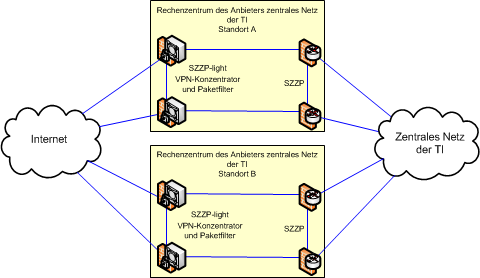 Rechenzentrum des Anbieters zentrales Netz
der TI
Standort A
SZZP-light
VPN-Konzentrator
und Paketfilter
SZZP
Internet
Zentrales Netz
der TI
Rechenzentrum des Anbieters zentrales Netz
der TI
Standort B
SZZP-light
VPN-Konzentrator
und Paketfilter
SZZP